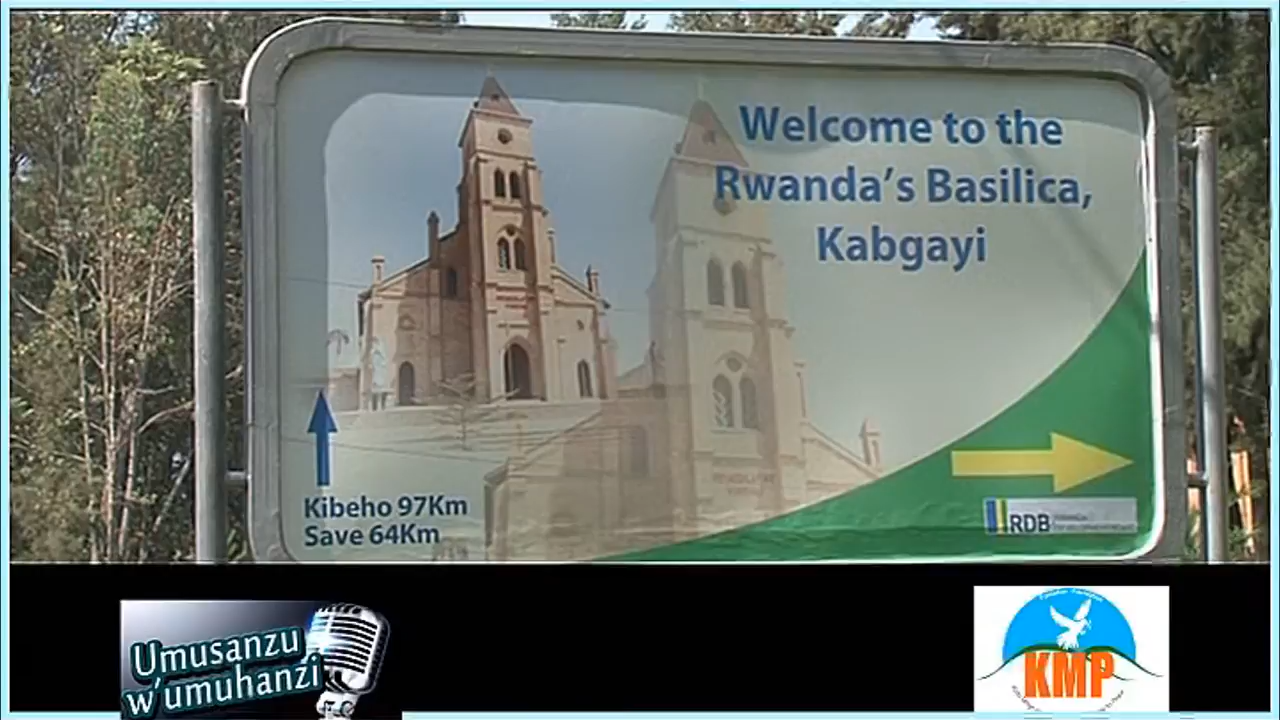 Welcome to the
Rwanda's Basilica,
Kabgayi
Kibeho 97Km
Save 64Km
RDB
Umusanzu
w'umuhanzi
KMP